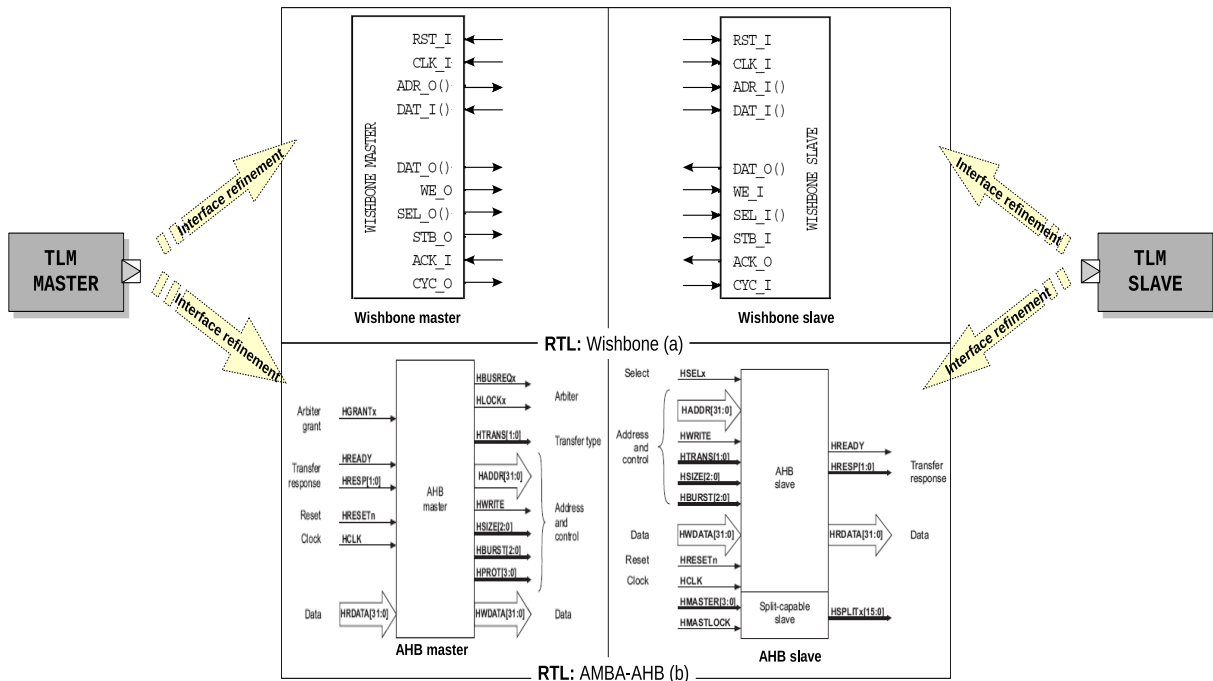 TLM
MASTER
Interface refinement
Interface refinement
WISHBONE MASTER
RST_I
CLK_I
ADR_O()
DAT_I()
DAT_O()
WE_O
SEL_O()
STB_O
ACK_I
CYC_O
Wishbone master
RST_I
CLK_I
ADR_I()
DAT_I()
DAT_O()
WE_I
SEL_I()
STB_I
ACK_O
CYC_I
WISHBONE SLAVE
Wishbone slave
RTL: Wishbone (a)
Interface refinement
Interface refinement
TLM
SLAVE
Arbiter
grant
HGRANTx
Transfer
response
HREADY
HRESP[1:0]
Reset
HRESETn
Clock
HCLK
Data
HRDATA[31:0]
AHB
master
HBUSREQx
HLOCKx
Arbiter
HTRANS[1:0]
Transfer type
HADDR[31:0]
HWRITE
HSIZE[2:0]
HBURST[2:0]
HPROT[3:0]
Address
and
control
HWDATA[31:0]
Data
AHB master
Select
HSELx
Address
and
control
HADDR[31:0]
HWRITE
HTRANS[1:0]
HSIZE[2:0]
HBURST[2:0]
Data
HWDATA[31:0]
Reset
HRESETn
Clock
HCLK
HMASTER[3:0]
HMASTLOCK
AHB
slave
Split-capable
slave
HREADY
HRESP[1:0]
Transfer
response
HRDATA[31:0]
Data
HSPLITx[15:0]
AHB slave
RTL: AMBA-AHB (b)